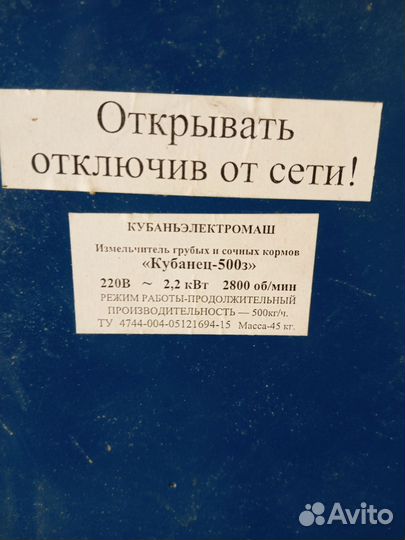 Открывать
отключив от сети!
КУБАНЬЭЛЕКТРОМАШ
Измельчитель грубых и сочных кормов
«Кубанец-500з»
220В ~ 2,2 кВт 2800 об/мин
РЕЖИМ РАБОТЫ-ПРОДОЛЖИТЕЛЬНЫЙ
ПРОИЗВОДИТЕЛЬНОСТЬ — 500кг/ч.
ТУ 4744-004-05121694-15 Масса-45 кг.
Avito